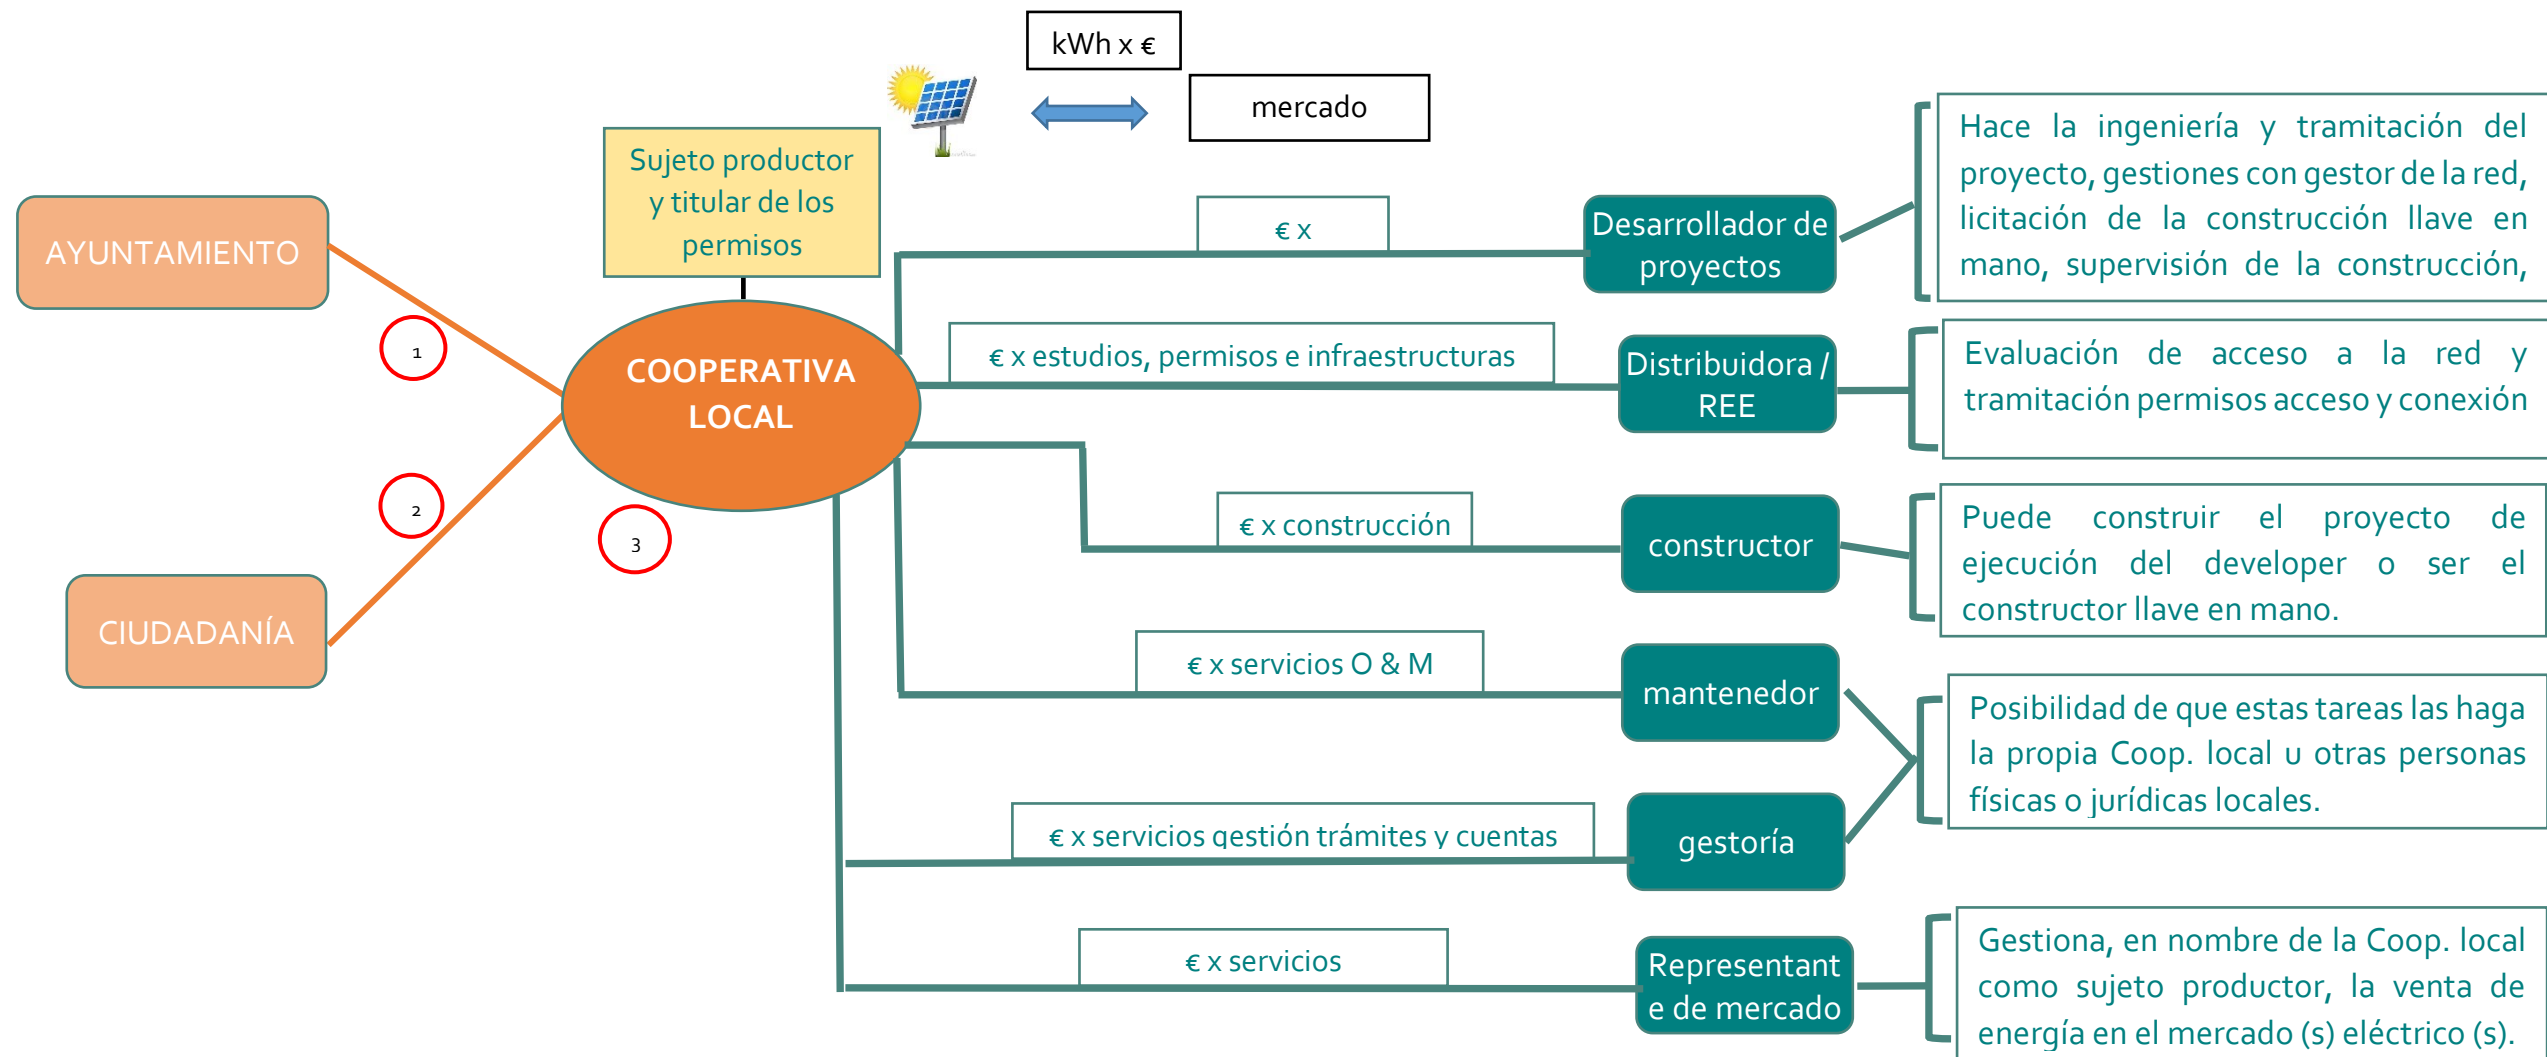 kWh x €
mercado
Sujeto productor
y titular de los
permisos
AYUNTAMIENTO
1
COOPERATIVA
LOCAL
2
3
CIUDADANÍA
€ x
Desarrollador de
proyectos
Hace la ingeniería y tramitación del
proyecto, gestiones con gestor de la red,
licitación de la construcción llave en
mano, supervisión de la construcción,
€ x estudios, permisos e infraestructuras
Distribuidora /
REE
Evaluación de acceso a la red y
tramitación permisos acceso y conexión
€ x construcción
constructor
Puede construir el proyecto de
ejecución del developer o ser el
constructor llave en mano.
€ x servicios O & M
mantenedor
Posibilidad de que estas tareas las haga
la propia Coop. local u otras personas
físicas o jurídicas locales.
€ x servicios gestión trámites y cuentas
gestoría
€ x servicios
Representant
e de mercado
Gestiona, en nombre de la Coop. local
como sujeto productor, la venta de
energía en el mercado (s) eléctrico (s).